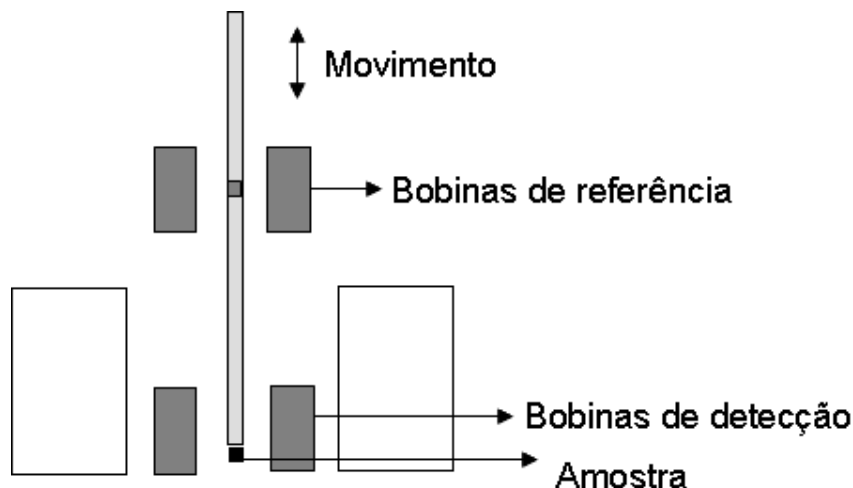 Movimento
Bobinas de referência
Bobinas de detecção
Amostra